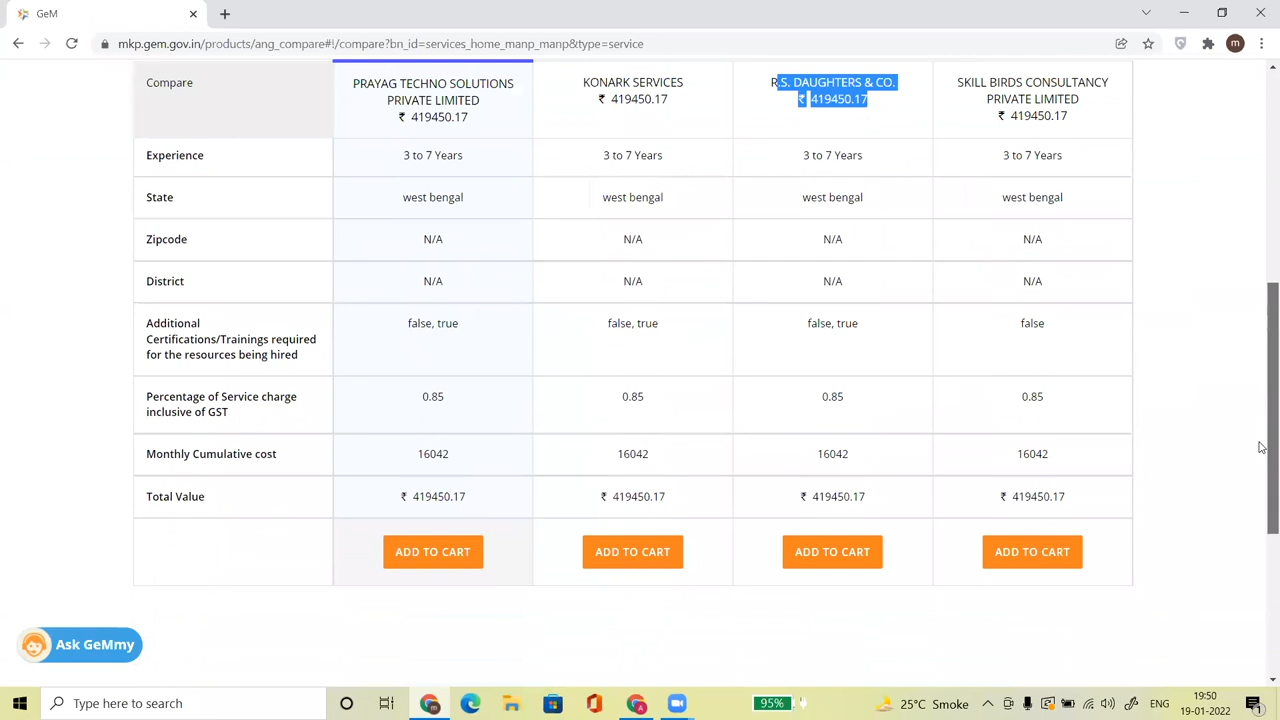 GeM
mkp.gem.gov.in/products/ang_compare#!/compare?bn_id=services_home_manp_manp&type=service
m
Compare
PRAYAG TECHNO SOLUTIONS
PRIVATE LIMITED
₹ 419450.17
KONARK SERVICES
₹ 419450.17
R.S. DAUGHTERS & CO.
₹ 419450.17
SKILL BIRDS CONSULTANCY
PRIVATE LIMITED
₹ 419450.17
Experience 3 to 7 Years 3 to 7 Years 3 to 7 Years 3 to 7 Years
State west bengal west bengal west bengal west bengal
Zipcode N/A N/A N/A N/A
District N/A N/A N/A N/A
Additional
Certifications/Trainings required
for the resources being hired
false, true false, true false, true false
Percentage of Service charge
inclusive of GST
0.85 0.85 0.85 0.85
Monthly Cumulative cost 16042 16042 16042 16042
Total Value ₹ 419450.17 ₹ 419450.17 ₹ 419450.17 ₹ 419450.17
ADD TO CART ADD TO CART ADD TO CART ADD TO CART
Ask GeMmy
Type here to search
95%
25°C Smoke
ENG
19:50
19-01-2022
1